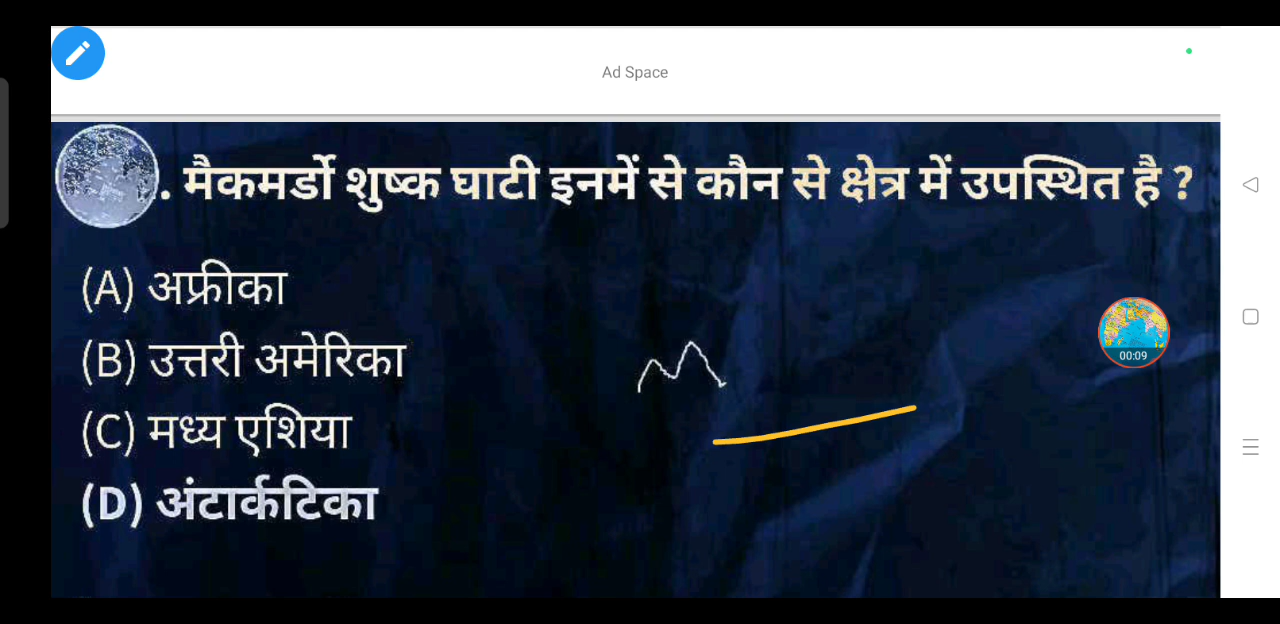 Ad Space
. मैकमर्डो शुष्क घाटी इनमें से कौन से क्षेत्र में उपस्थित है ?
(A) अफ्रीका
(B) उत्तरी अमेरिका
00:09
(C) मध्य एशिया
(D) अंटार्कटिका